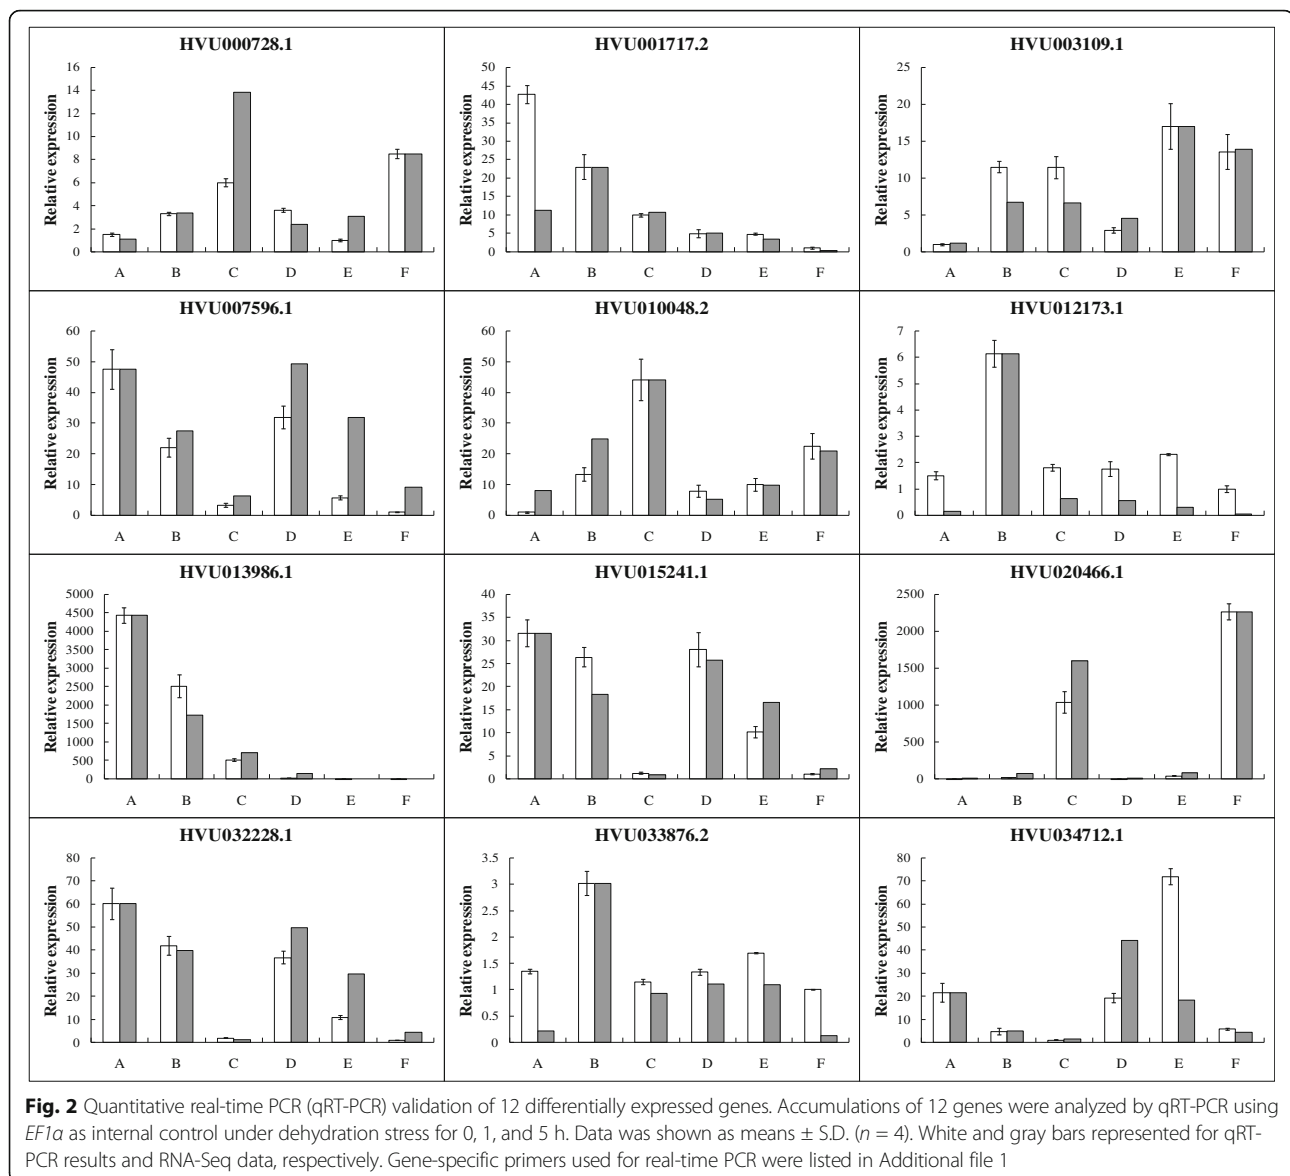 HVU000728.1
Relative expression
16
14
12
10
8
6
4
2
0
A B C D E F
HVU001717.2
Relative expression
50
45
40
35
30
25
20
15
10
5
0
A B C D E F
HVU003109.1
Relative expression
25
20
15
10
5
0
A B C D E F
HVU007596.1
Relative expression
60
50
40
30
20
10
0
A B C D E F
HVU010048.2
Relative expression
60
50
40
30
20
10
0
A B C D E F
HVU012173.1
Relative expression
7
6
5
4
3
2
1
0
A B C D E F
HVU013986.1
Relative expression
5000
4500
4000
3500
3000
2500
2000
1500
1000
500
0
A B C D E F
HVU015241.1
Relative expression
40
35
30
25
20
15
10
5
0
A B C D E F
HVU020466.1
Relative expression
2500
2000
1500
1000
500
0
A B C D E F
HVU032228.1
Relative expression
80
70
60
50
40
30
20
10
0
A B C D E F
HVU033876.2
Relative expression
3.5
3
2.5
2
1.5
1
0.5
0
A B C D E F
HVU034712.1
Relative expression
80
70
60
50
40
30
20
10
0
A B C D E F
Fig. 2 Quantitative real-time PCR (qRT-PCR) validation of 12 differentially expressed genes. Accumulations of 12 genes were analyzed by qRT-PCR using
EF1α as internal control under dehydration stress for 0, 1, and 5 h. Data was shown as means ± S.D. (n = 4). White and gray bars represented for qRT-
PCR results and RNA-Seq data, respectively. Gene-specific primers used for real-time PCR were listed in Additional file 1